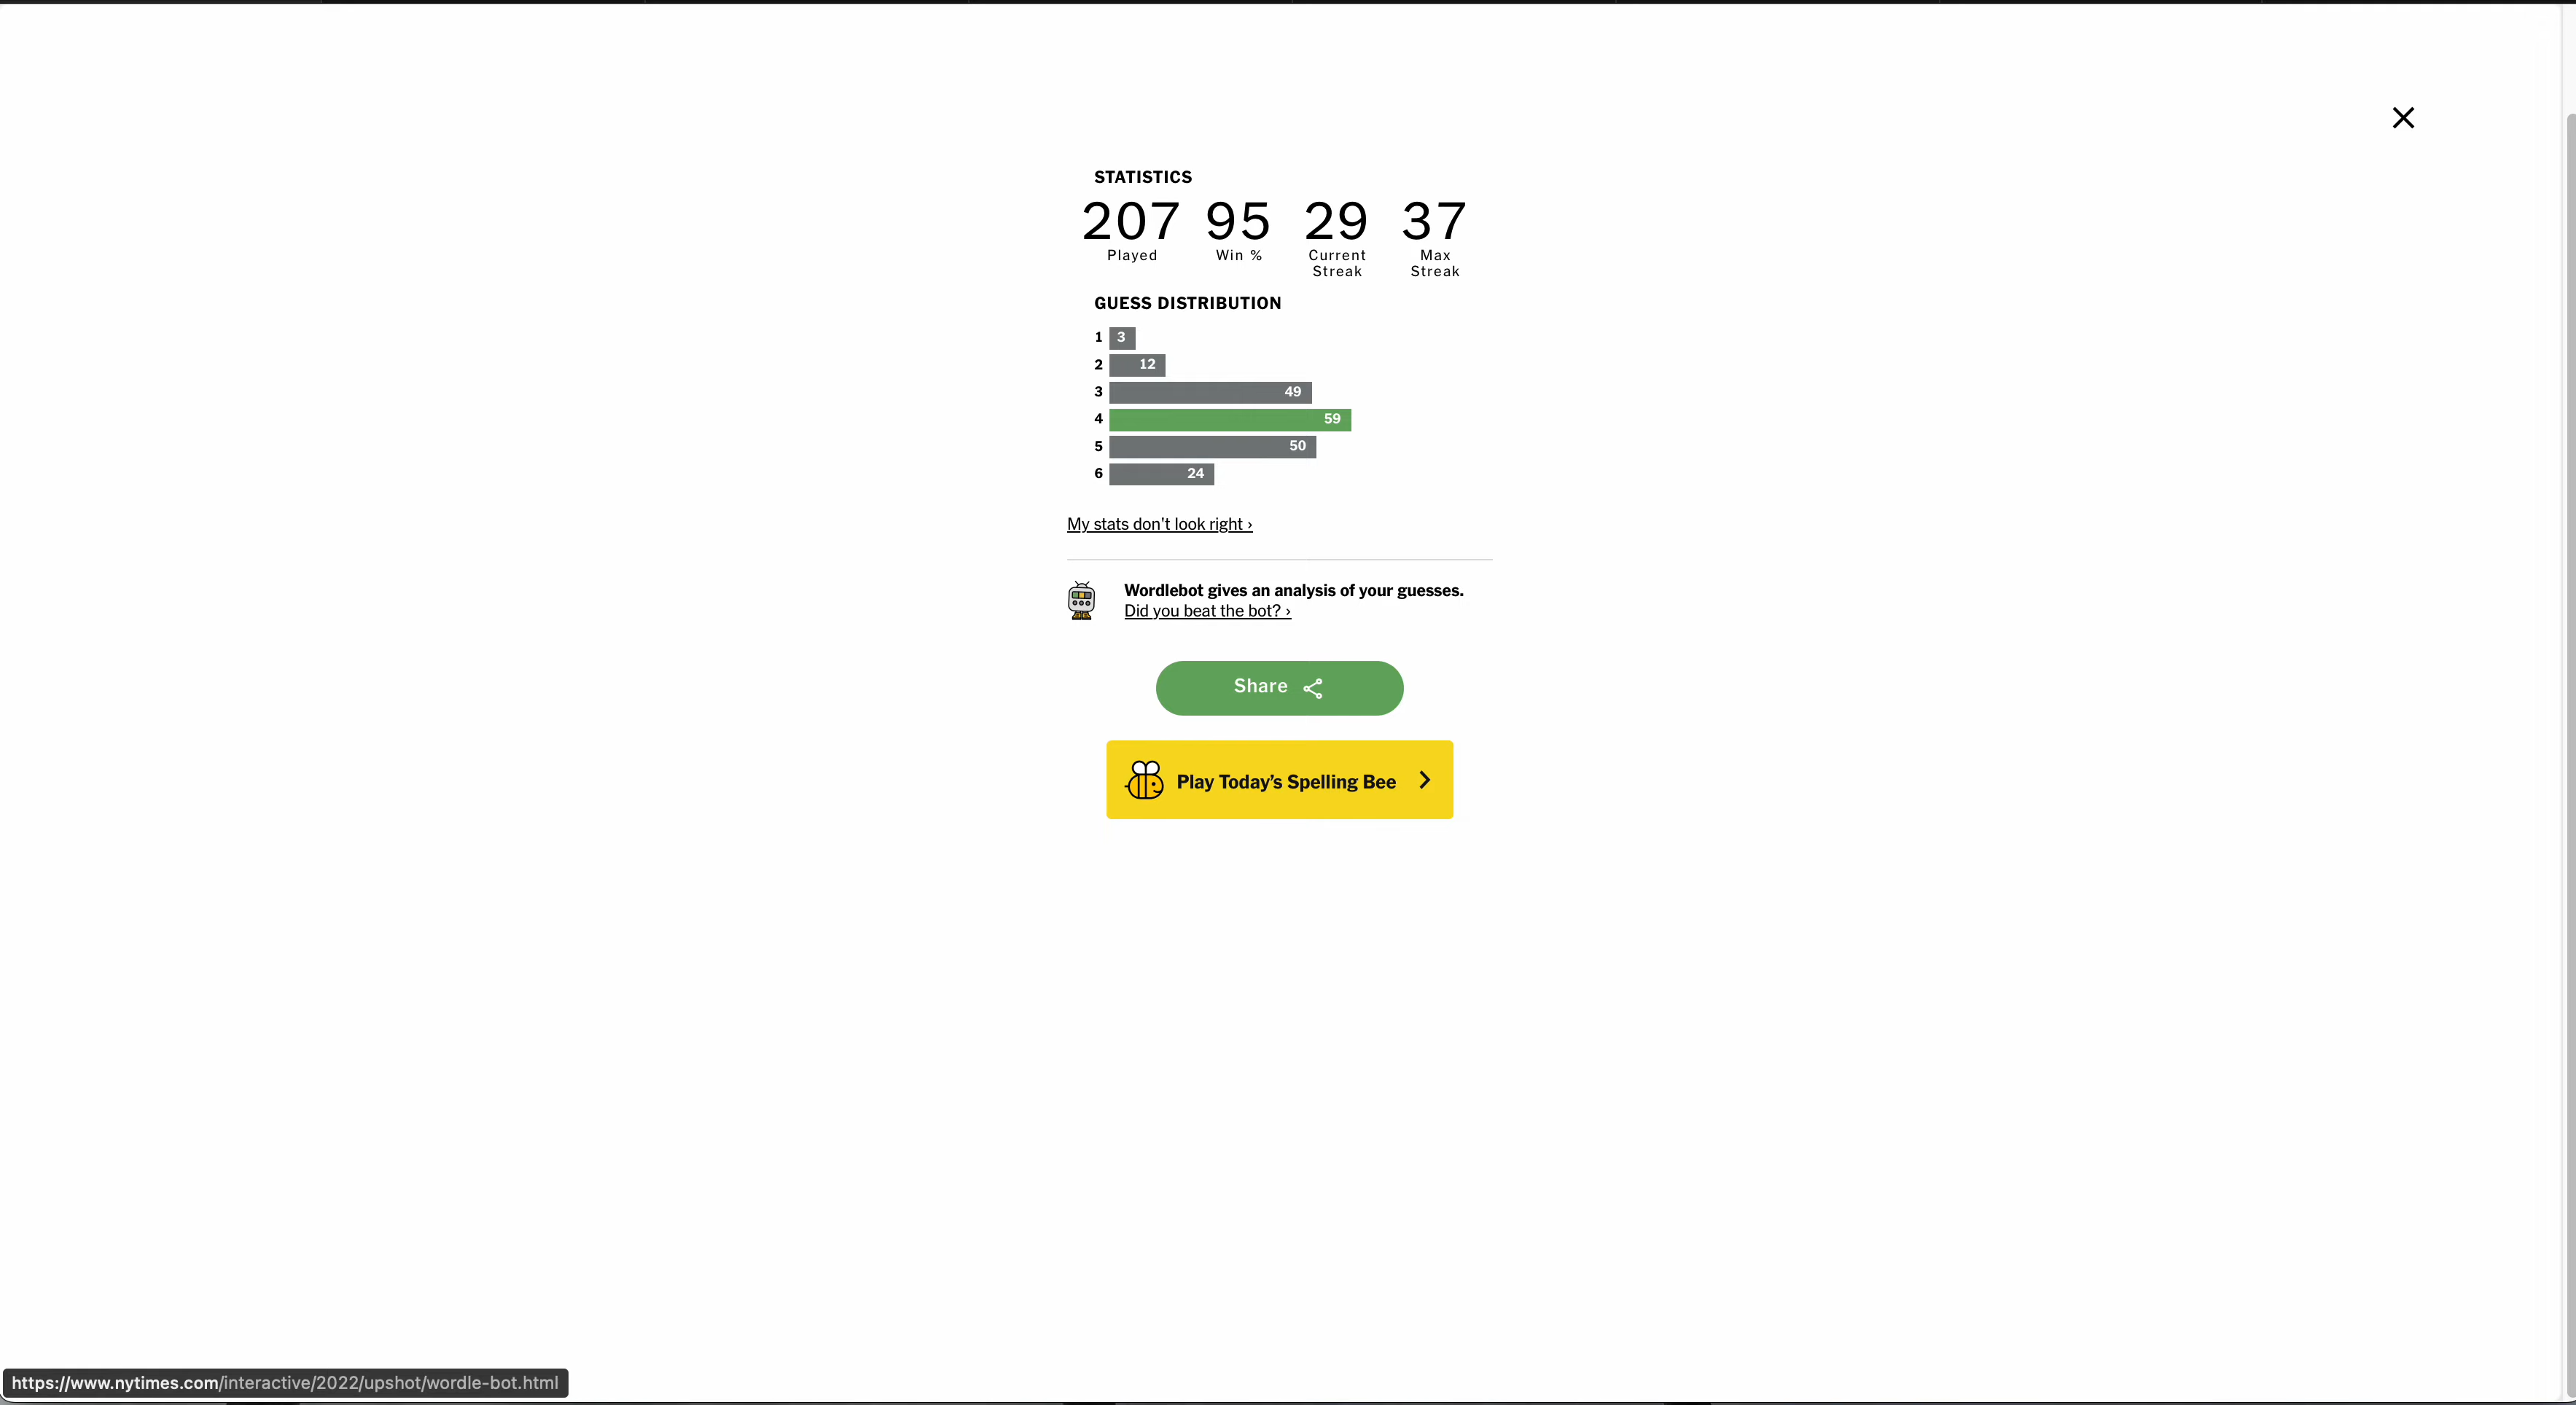 STATISTICS
207 95 29 37
Played Win % Current Streak Max Streak
GUESS DISTRIBUTION
1 3
2 12
3 49
4 59
5 50
6 24
My stats don't look right ›
Wordlebot gives an analysis of your guesses.
Did you beat the bot? ›
Share
Play Today’s Spelling Bee
https://www.nytimes.com/interactive/2022/upshot/wordle-bot.html